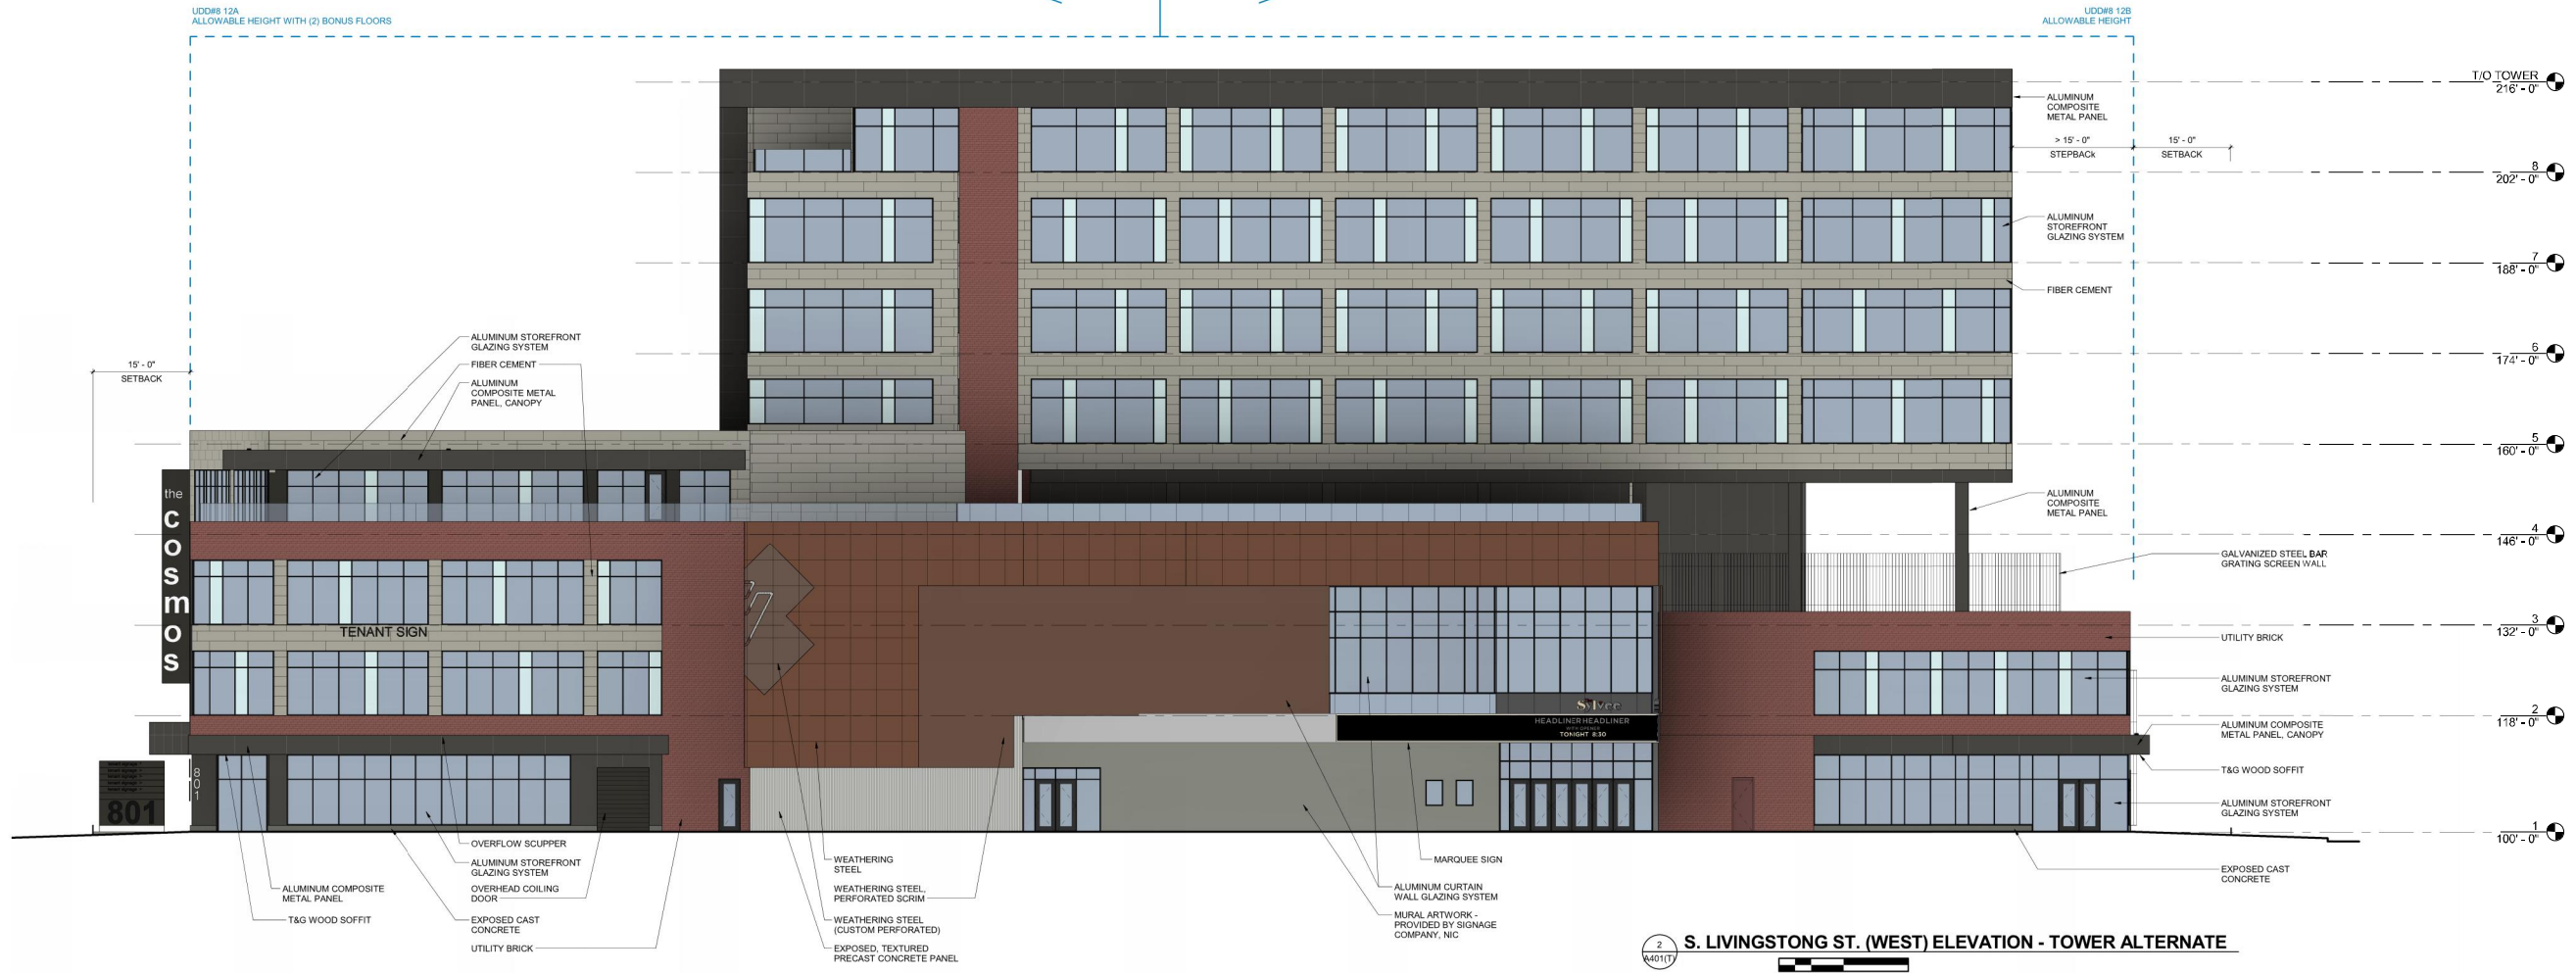 UDD#8 12A
ALLOWABLE HEIGHT WITH (2) BONUS FLOORS
UDD#8 12B
ALLOWABLE HEIGHT
T/O TOWER
216' - 0"
ALUMINUM
COMPOSITE
METAL PANEL
> 15' - 0"
STEPBACk
15' - 0"
SETBACK
8
202' - 0"
ALUMINUM
STOREFRONT
GLAZING SYSTEM
7
188' - 0"
FIBER CEMENT
6
174' - 0"
ALUMINUM STOREFRONT
GLAZING SYSTEM
FIBER CEMENT
ALUMINUM
COMPOSITE METAL
PANEL, CANOPY
15' - 0"
SETBACK
5
160' - 0"
the
cosmos
ALUMINUM
COMPOSITE
METAL PANEL
4
146' - 0"
GALVANIZED STEEL BAR
GRATING SCREEN WALL
TENANT SIGN
3
132' - 0"
UTILITY BRICK
ALUMINUM STOREFRONT
GLAZING SYSTEM
Sylvee
HEADLINER HEADLINER
TONIGHT 8:30
2
118' - 0"
ALUMINUM COMPOSITE
METAL PANEL, CANOPY
T&G WOOD SOFFIT
801
801
ALUMINUM STOREFRONT
GLAZING SYSTEM
1
100' - 0"
OVERFLOW SCUPPER
ALUMINUM STOREFRONT
GLAZING SYSTEM
ALUMINUM COMPOSITE
METAL PANEL
OVERHEAD COILING
DOOR
T&G WOOD SOFFIT
EXPOSED CAST
CONCRETE
UTILITY BRICK
WEATHERING
STEEL
WEATHERING STEEL,
PERFORATED SCRIM
WEATHERING STEEL
(CUSTOM PERFORATED)
EXPOSED, TEXTURED
PRECAST CONCRETE PANEL
MARQUEE SIGN
ALUMINUM CURTAIN
WALL GLAZING SYSTEM
MURAL ARTWORK -
PROVIDED BY SIGNAGE
COMPANY, NIC
EXPOSED CAST
CONCRETE
2
A401(T)
S. LIVINGSTONG ST. (WEST) ELEVATION - TOWER ALTERNATE